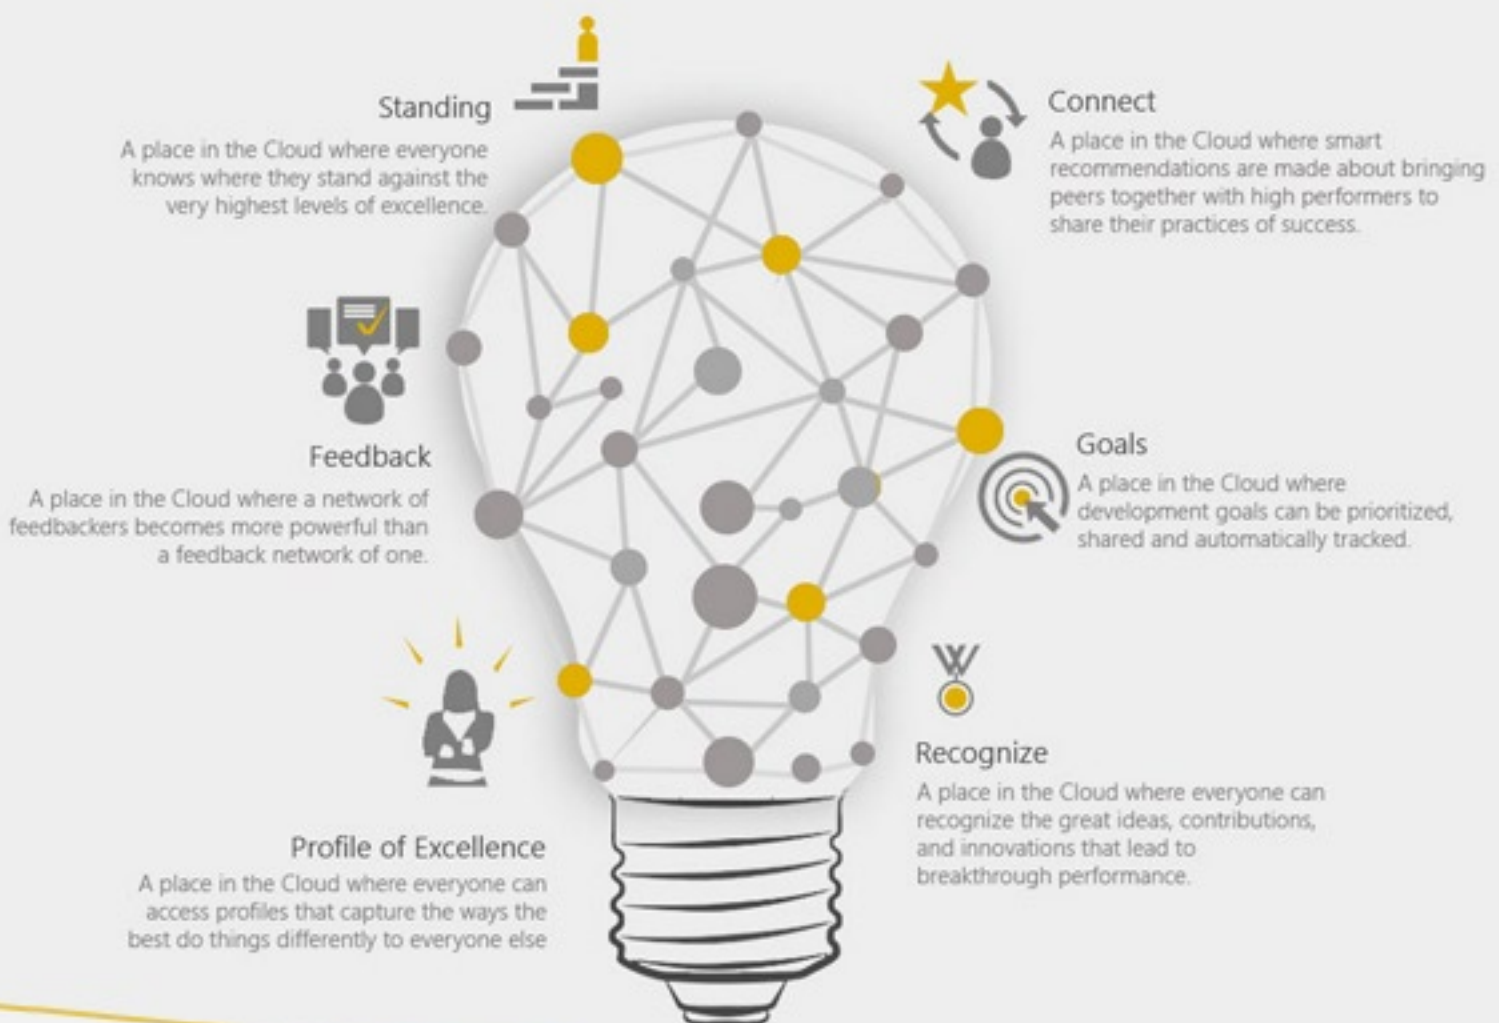 Standing
A place in the Cloud where everyone
knows where they stand against the
very highest levels of excellence.
Feedback
A place in the Cloud where a network of
feedbackers becomes more powerful than
a feedback network of one.
Profile of Excellence
A place in the Cloud where everyone can
access profiles that capture the ways the
best do things differently to everyone else
Connect
A place in the Cloud where smart
recommendations are made about bringing
peers together with high performers to
share their practices of success.
Goals
A place in the Cloud where
development goals can be prioritized,
shared and automatically tracked.
Recognize
A place in the Cloud where everyone can
recognize the great ideas, contributions,
and innovations that lead to
breakthrough performance.